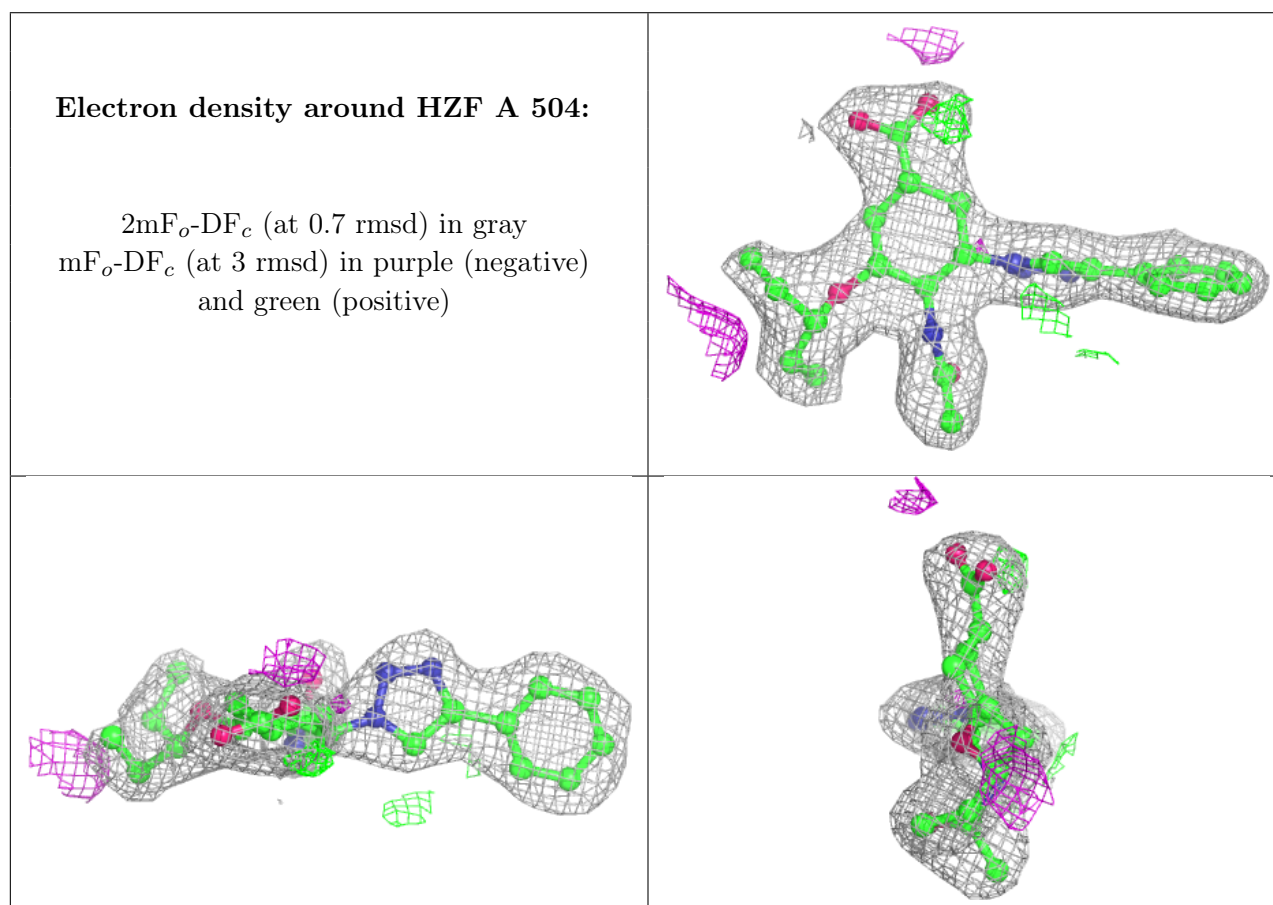 Electron density around HZF A 504:
2mFo-DFc (at 0.7 rmsd) in gray
mFo-DFc (at 3 rmsd) in purple (negative)
and green (positive)